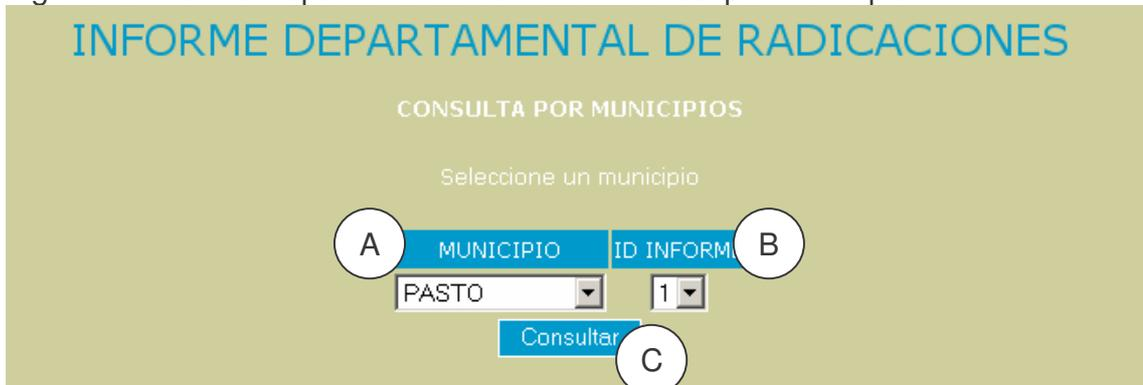 INFORME DEPARTAMENTAL DE RADICACIONES
CONSULTA POR MUNICIPIOS
Seleccione un municipio
A MUNICIPIO ID INFORM B
PASTO 1
Consultar
C